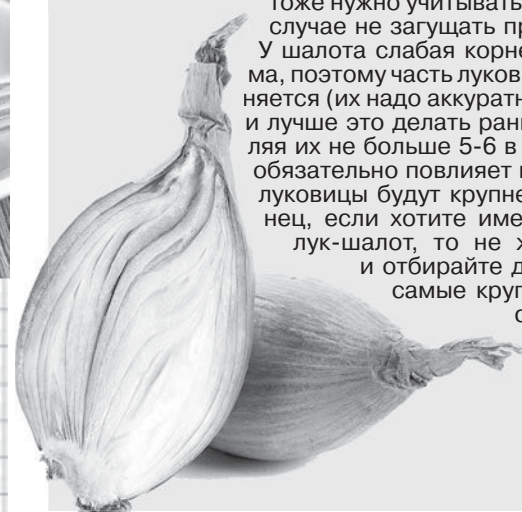 тоже нужно учитывать
случае не загущать пр
У шалота слабая корне
ма, поэтому часть луков
няется (их надо аккуратн
и лучше это делать ран
ляя их не больше 5-6 в
обязательно повлияет
луковицы будут крупне
нец, если хотите име
лук-шалот, то не
и отбирайте д
самые круп